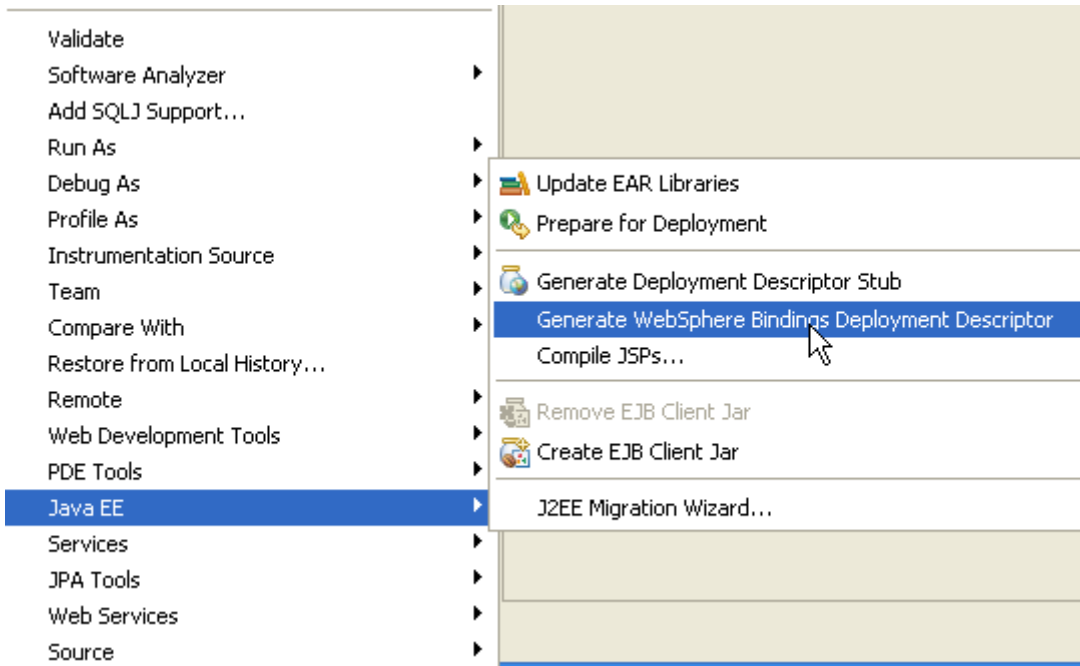 Validate
Software Analyzer
Add SQLJ Support...
Run As
Debug As
Profile As
Instrumentation Source
Team
Compare With
Restore from Local History...
Remote
Web Development Tools
PDE Tools
Java EE
Services
JPA Tools
Web Services
Source
Update EAR Libraries
Prepare for Deployment
Generate Deployment Descriptor Stub
Generate WebSphere Bindings Deployment Descriptor
Compile JSPs...
Remove EJB Client Jar
Create EJB Client Jar
J2EE Migration Wizard...